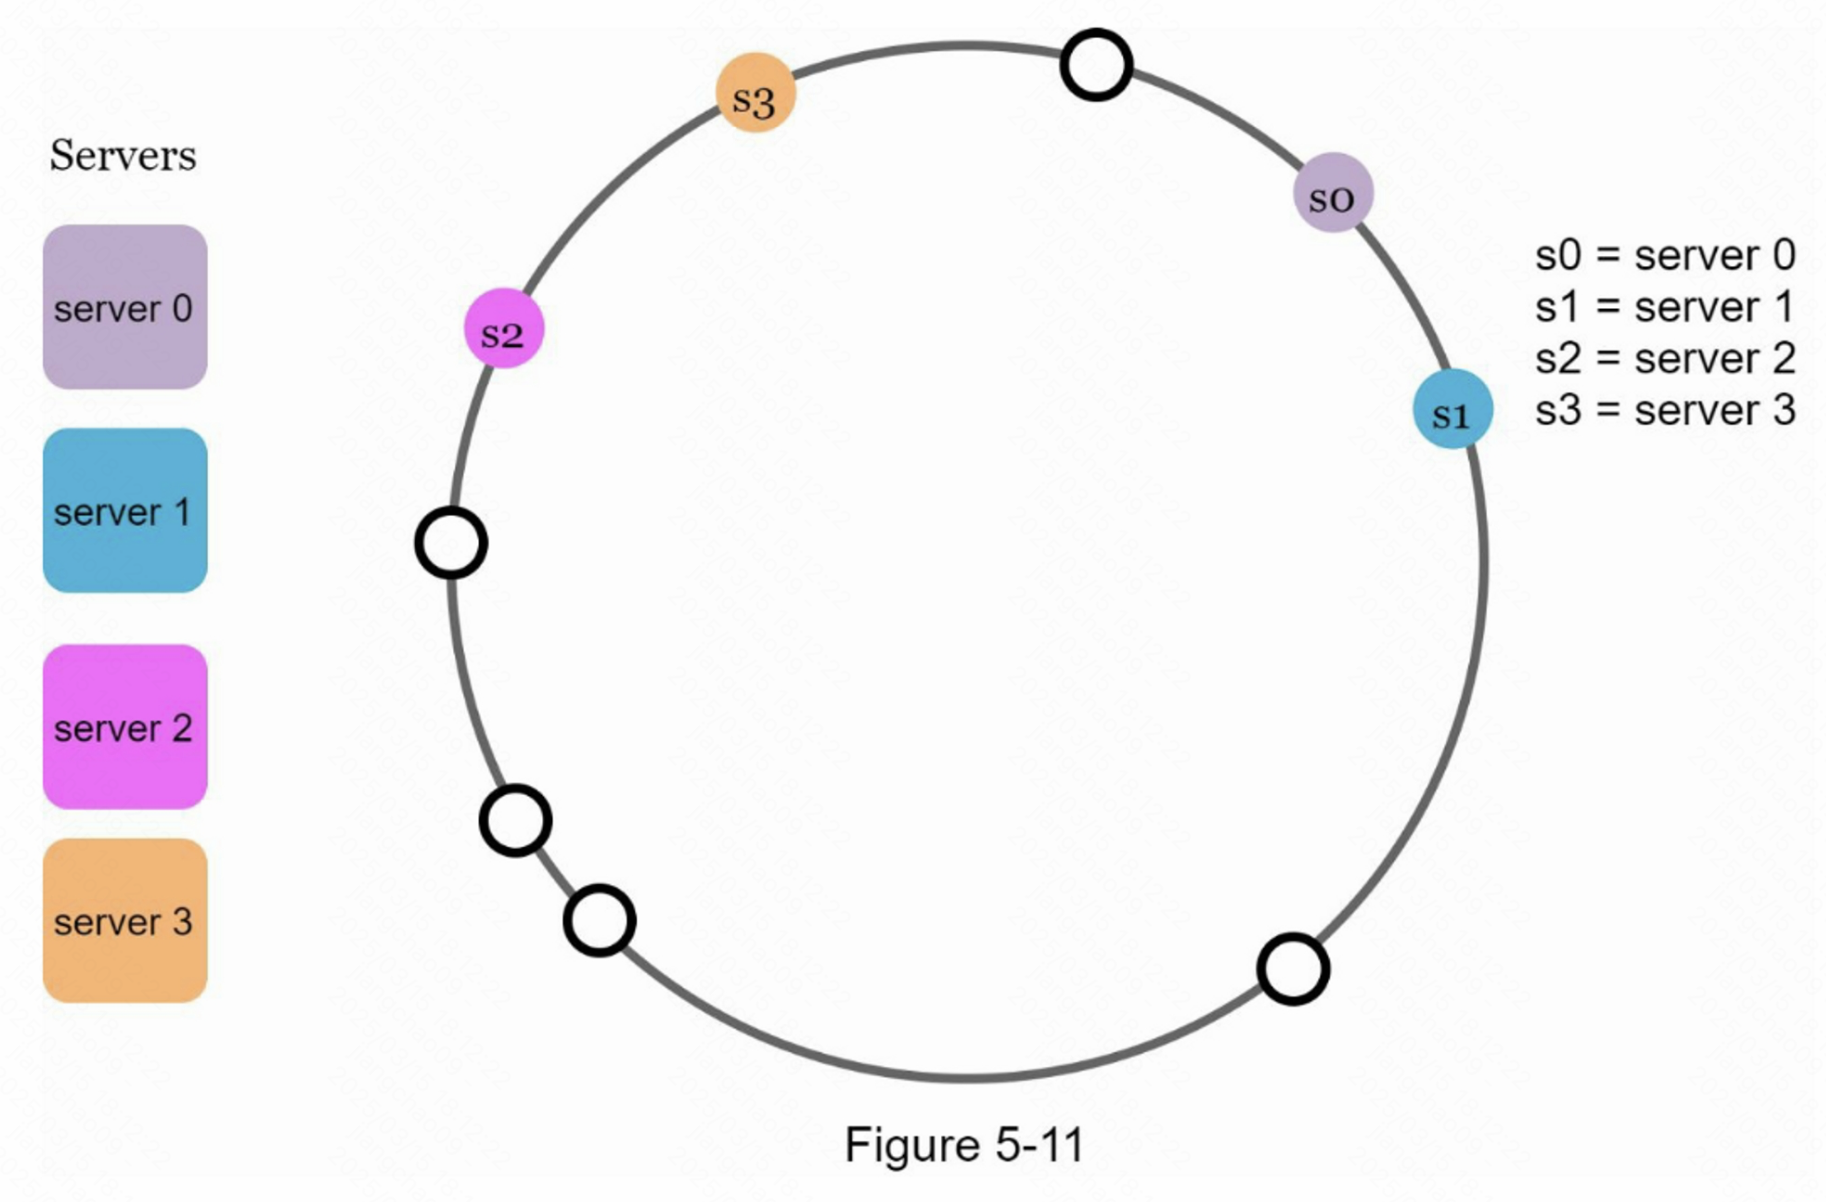 Servers
server 0
server 1
server 2
server 3
s3
s0
s2
s1
s0 = server 0
s1 = server 1
s2 = server 2
s3 = server 3
Figure 5-11